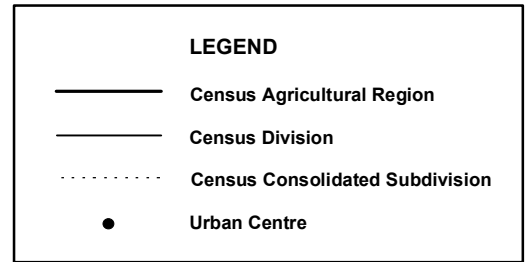 LEGEND
Census Agricultural Region
Census Division
Census Consolidated Subdivision
Urban Centre